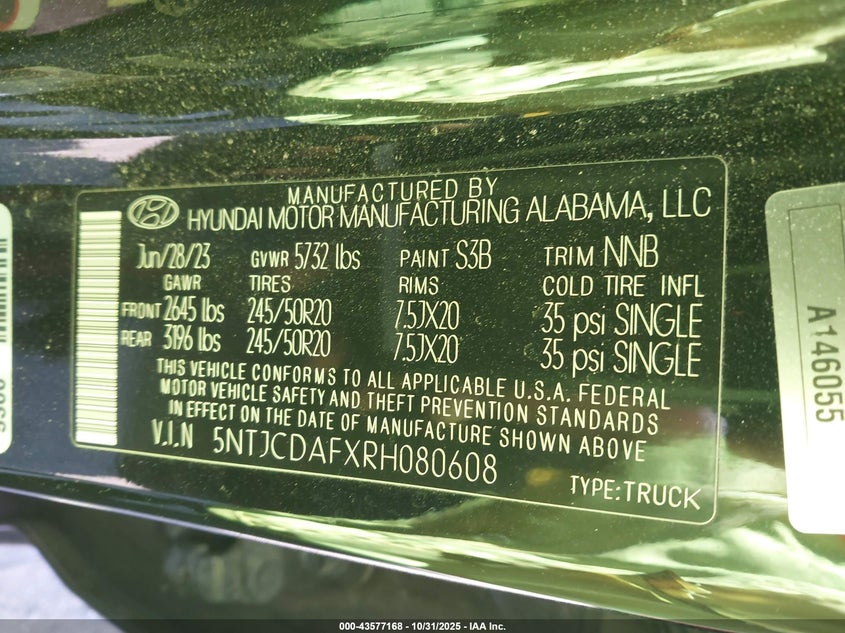 MANUFACTURED BY
HYUNDAI MOTOR MANUFACTURING ALABAMA, LLC
Jun/28/23 GVWR 5732 lbs PAINT S3B TRIM NNB
GAWR TIRES RIMS COLD TIRE INFL
FRONT 2645 lbs 245/50R20 7.5JX20 35 psi SINGLE
REAR 3196 lbs 245/50R20 7.5JX20 35 psi SINGLE
THIS VEHICLE CONFORMS TO ALL APPLICABLE U.S.A. FEDERAL
MOTOR VEHICLE SAFETY AND THEFT PREVENTION STANDARDS
IN EFFECT ON THE DATE OF MANUFACTURE SHOWN ABOVE
V.I.N 5NTJCDAFXRH080608
TYPE:TRUCK
A146055
000-43577168 - 10/31/2025 - IAA Inc.